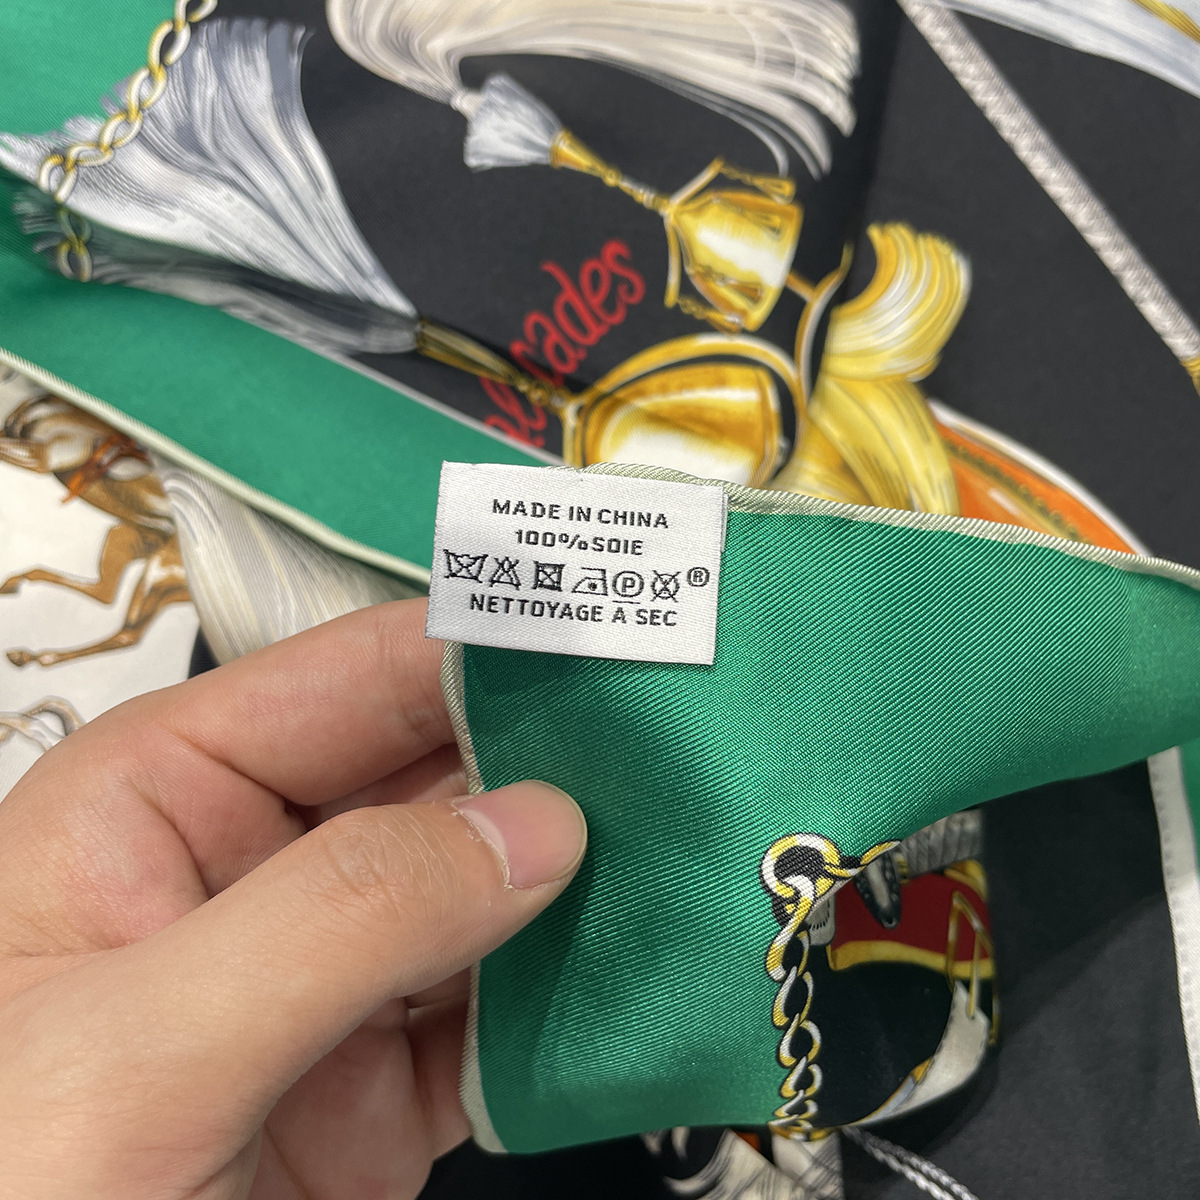 MADE IN CHINA
100%SOIE
P ®
NETTOYAGE A SEC